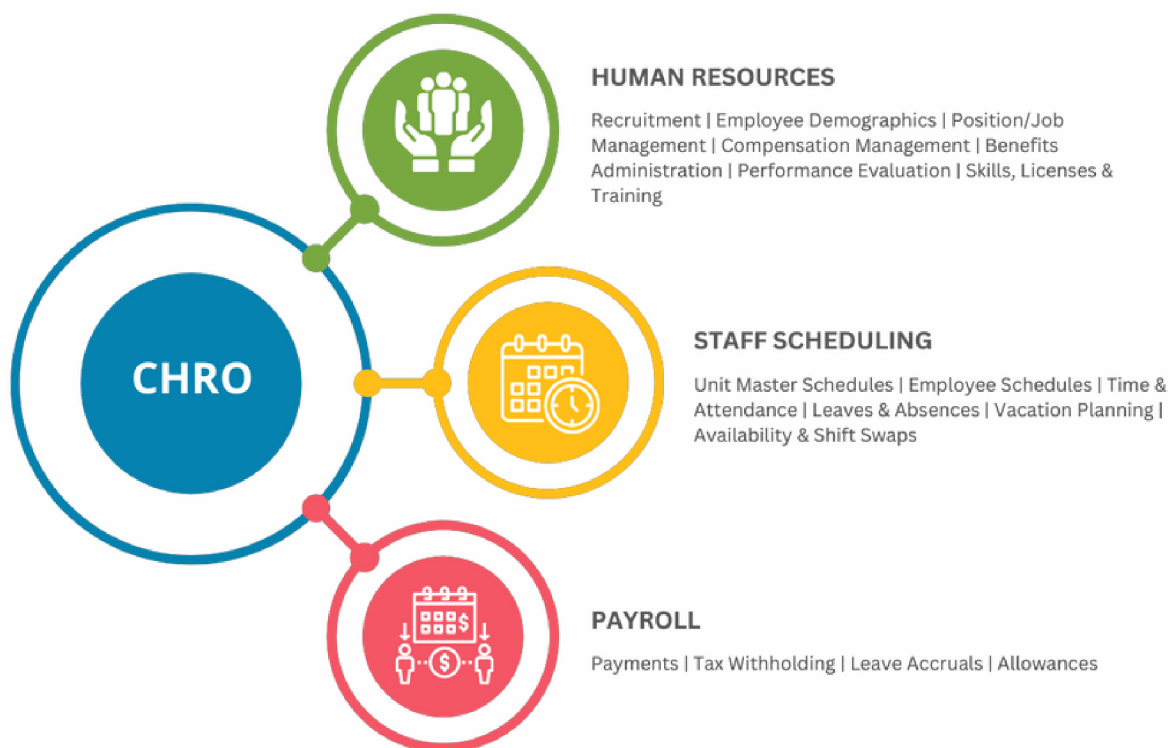 HUMAN RESOURCES
Recruitment | Employee Demographics | Position/Job
Management | Compensation Management | Benefits
Administration | Performance Evaluation | Skills, Licenses &
Training
CHRO
STAFF SCHEDULING
Unit Master Schedules | Employee Schedules | Time &
Attendance | Leaves & Absences | Vacation Planning |
Availability & Shift Swaps
PAYROLL
Payments | Tax Withholding | Leave Accruals | Allowances